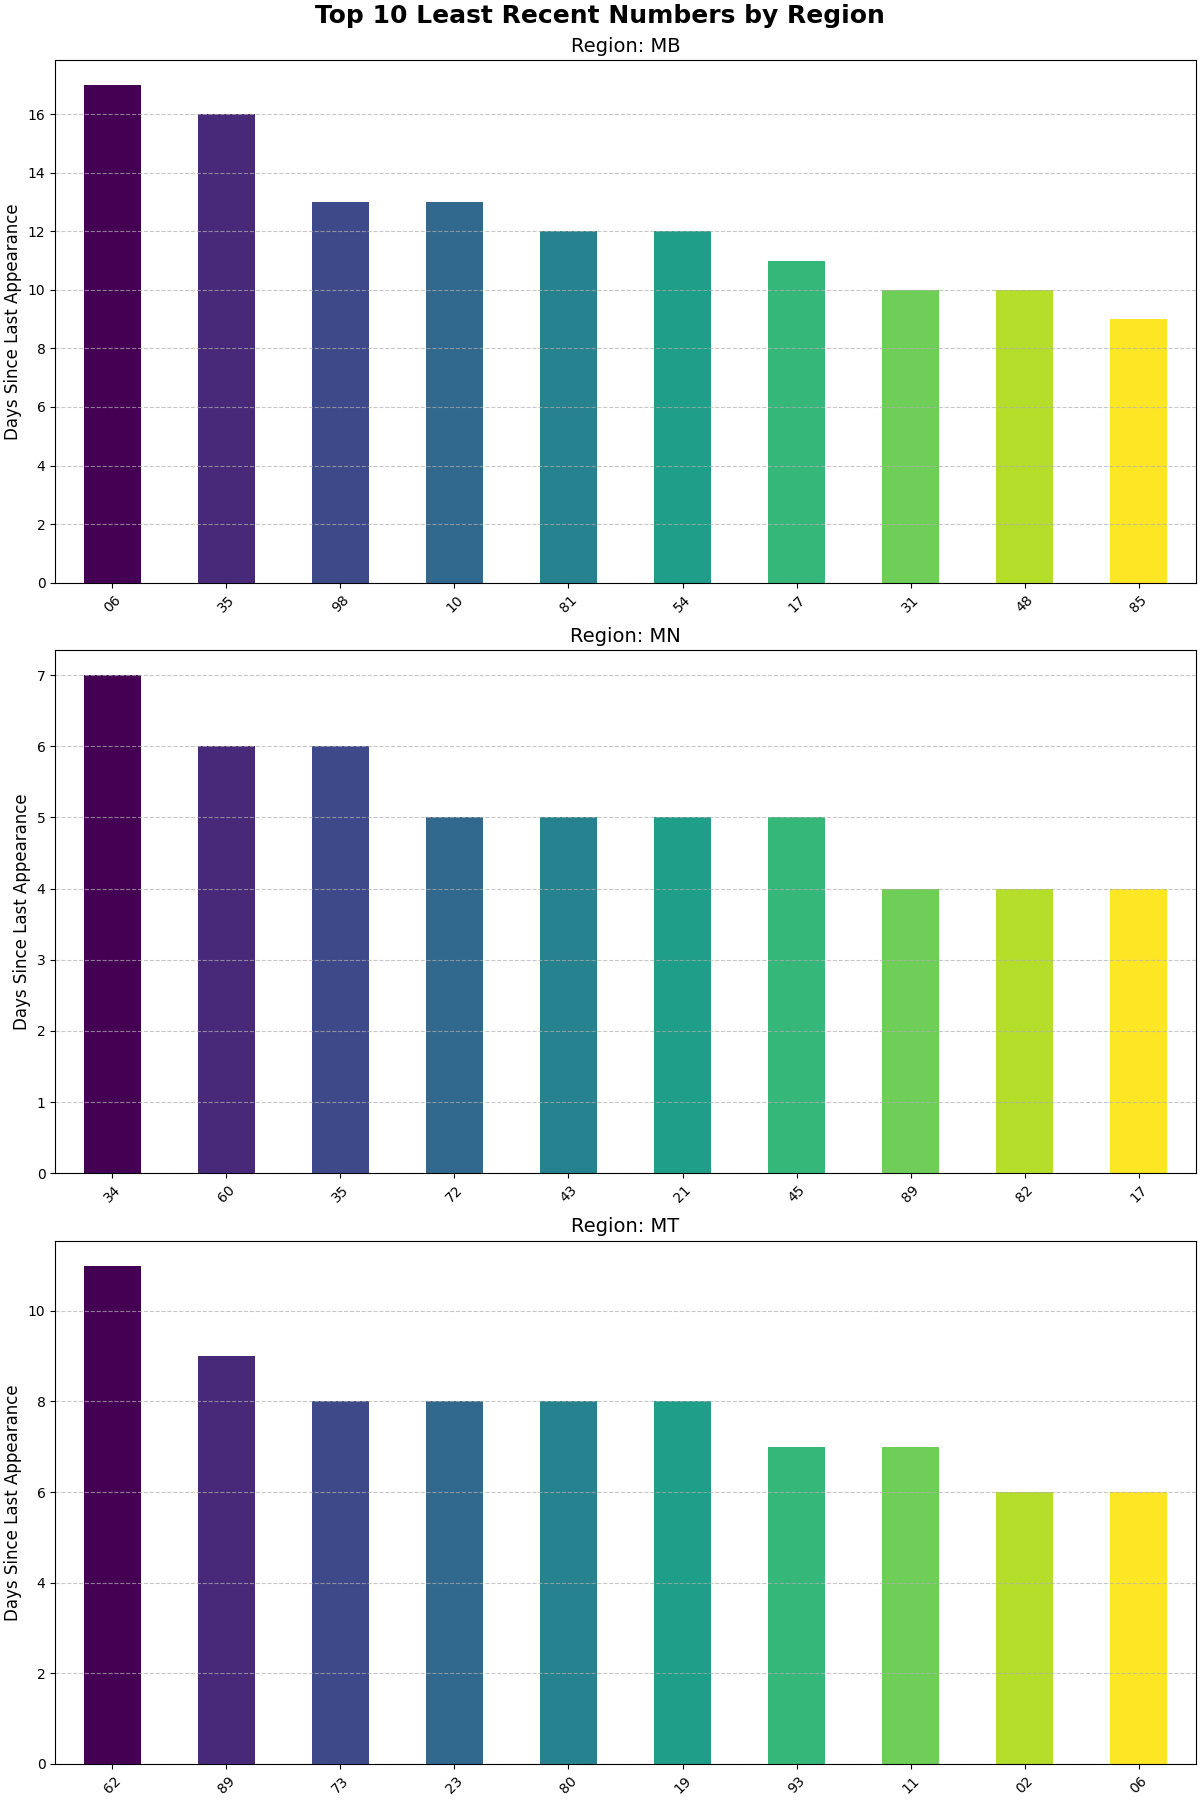 Top 10 Least Recent Numbers by Region
Region: MB
Days Since Last Appearance
16
14
12
10
8
6
4
2
0
06 35 98 10 81 54 17 31 48 85
Region: MN
Days Since Last Appearance
7
6
5
4
3
2
1
0
34 60 35 72 43 21 45 89 82 17
Region: MT
Days Since Last Appearance
10
8
6
4
2
0
62 89 73 23 80 19 93 11 02 06